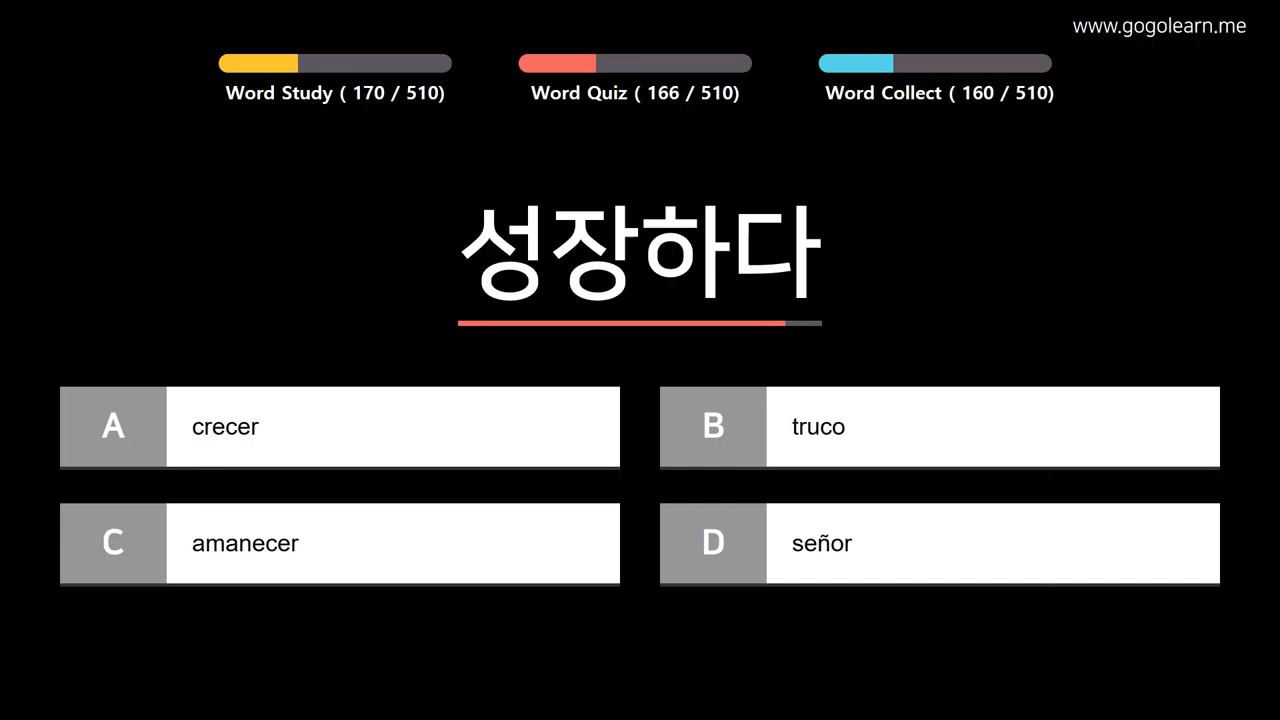 www.gogolearn.me
Word Study ( 170 / 510)
Word Quiz ( 166 / 510)
Word Collect ( 160 / 510)
성장하다
A crecer
B truco
C amanecer
D señor